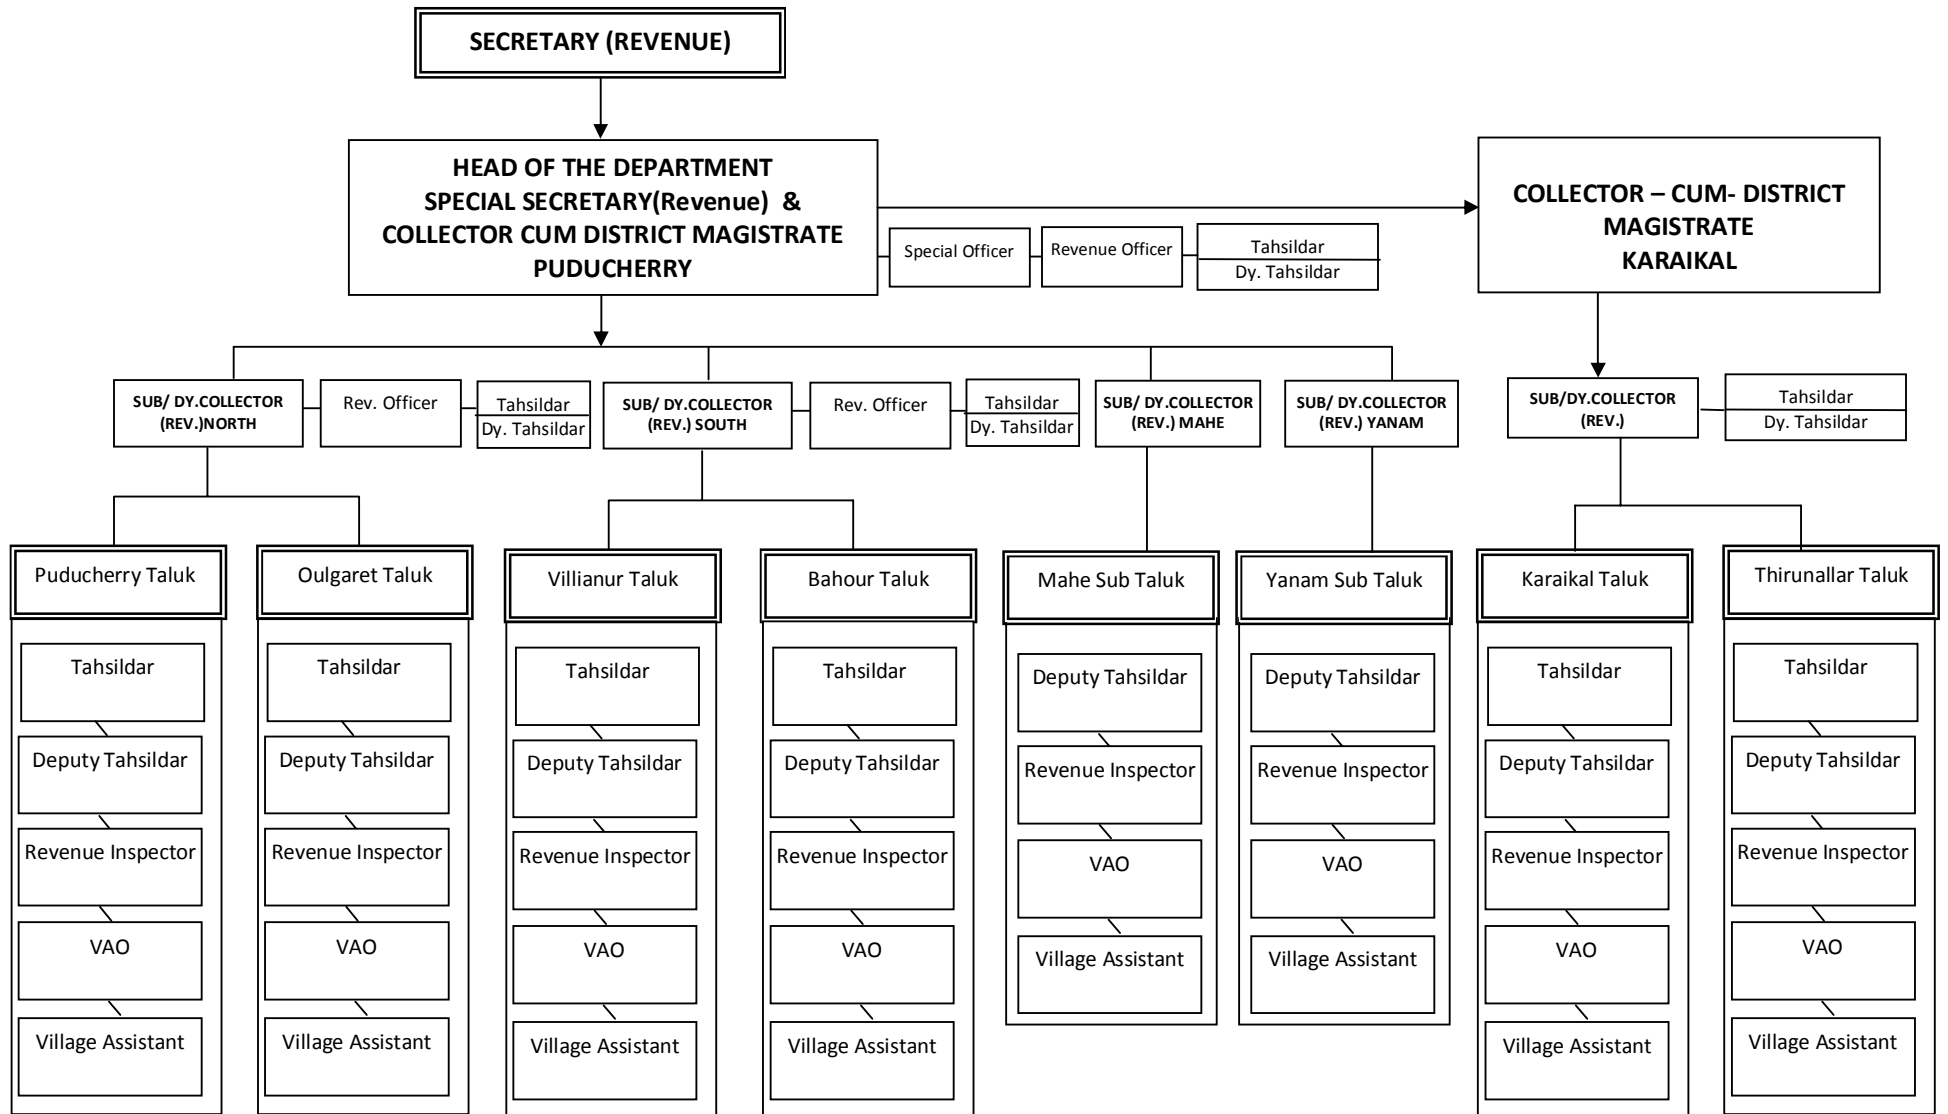 SECRETARY (REVENUE)
HEAD OF THE DEPARTMENT
SPECIAL SECRETARY(Revenue) &
COLLECTOR CUM DISTRICT MAGISTRATE
PUDUCHERRY
Special Officer
Revenue Officer
Tahsildar
Dy. Tahsildar
COLLECTOR – CUM- DISTRICT
MAGISTRATE
KARAIKAL
SUB/ DY.COLLECTOR
(REV.)NORTH
Rev. Officer
Tahsildar
Dy. Tahsildar
SUB/ DY.COLLECTOR
(REV.) SOUTH
Rev. Officer
Tahsildar
Dy. Tahsildar
SUB/ DY.COLLECTOR
(REV.) MAHE
SUB/ DY.COLLECTOR
(REV.) YANAM
SUB/DY.COLLECTOR
(REV.)
Tahsildar
Dy. Tahsildar
Puducherry Taluk
Tahsildar
Deputy Tahsildar
Revenue Inspector
VAO
Village Assistant
Oulgaret Taluk
Tahsildar
Deputy Tahsildar
Revenue Inspector
VAO
Village Assistant
Villianur Taluk
Tahsildar
Deputy Tahsildar
Revenue Inspector
VAO
Village Assistant
Bahour Taluk
Tahsildar
Deputy Tahsildar
Revenue Inspector
VAO
Village Assistant
Mahe Sub Taluk
Deputy Tahsildar
Revenue Inspector
VAO
Village Assistant
Yanam Sub Taluk
Deputy Tahsildar
Revenue Inspector
VAO
Village Assistant
Karaikal Taluk
Tahsildar
Deputy Tahsildar
Revenue Inspector
VAO
Village Assistant
Thirunallar Taluk
Tahsildar
Deputy Tahsildar
Revenue Inspector
VAO
Village Assistant